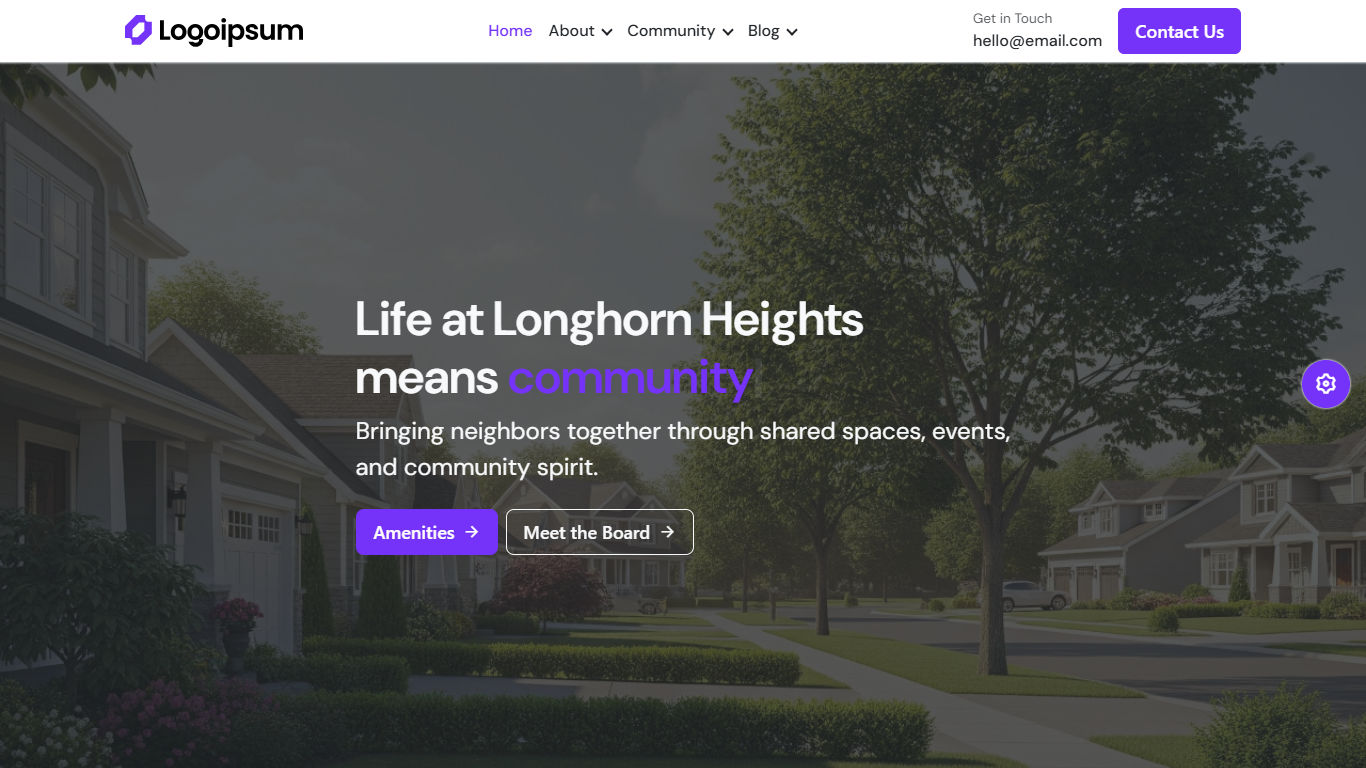 Logoipsum
Home
About
Community
Blog
Get in Touch
hello@email.com
Contact Us
Life at Longhorn Heights
means community
Bringing neighbors together through shared spaces, events,
and community spirit.
Amenities
Meet the Board